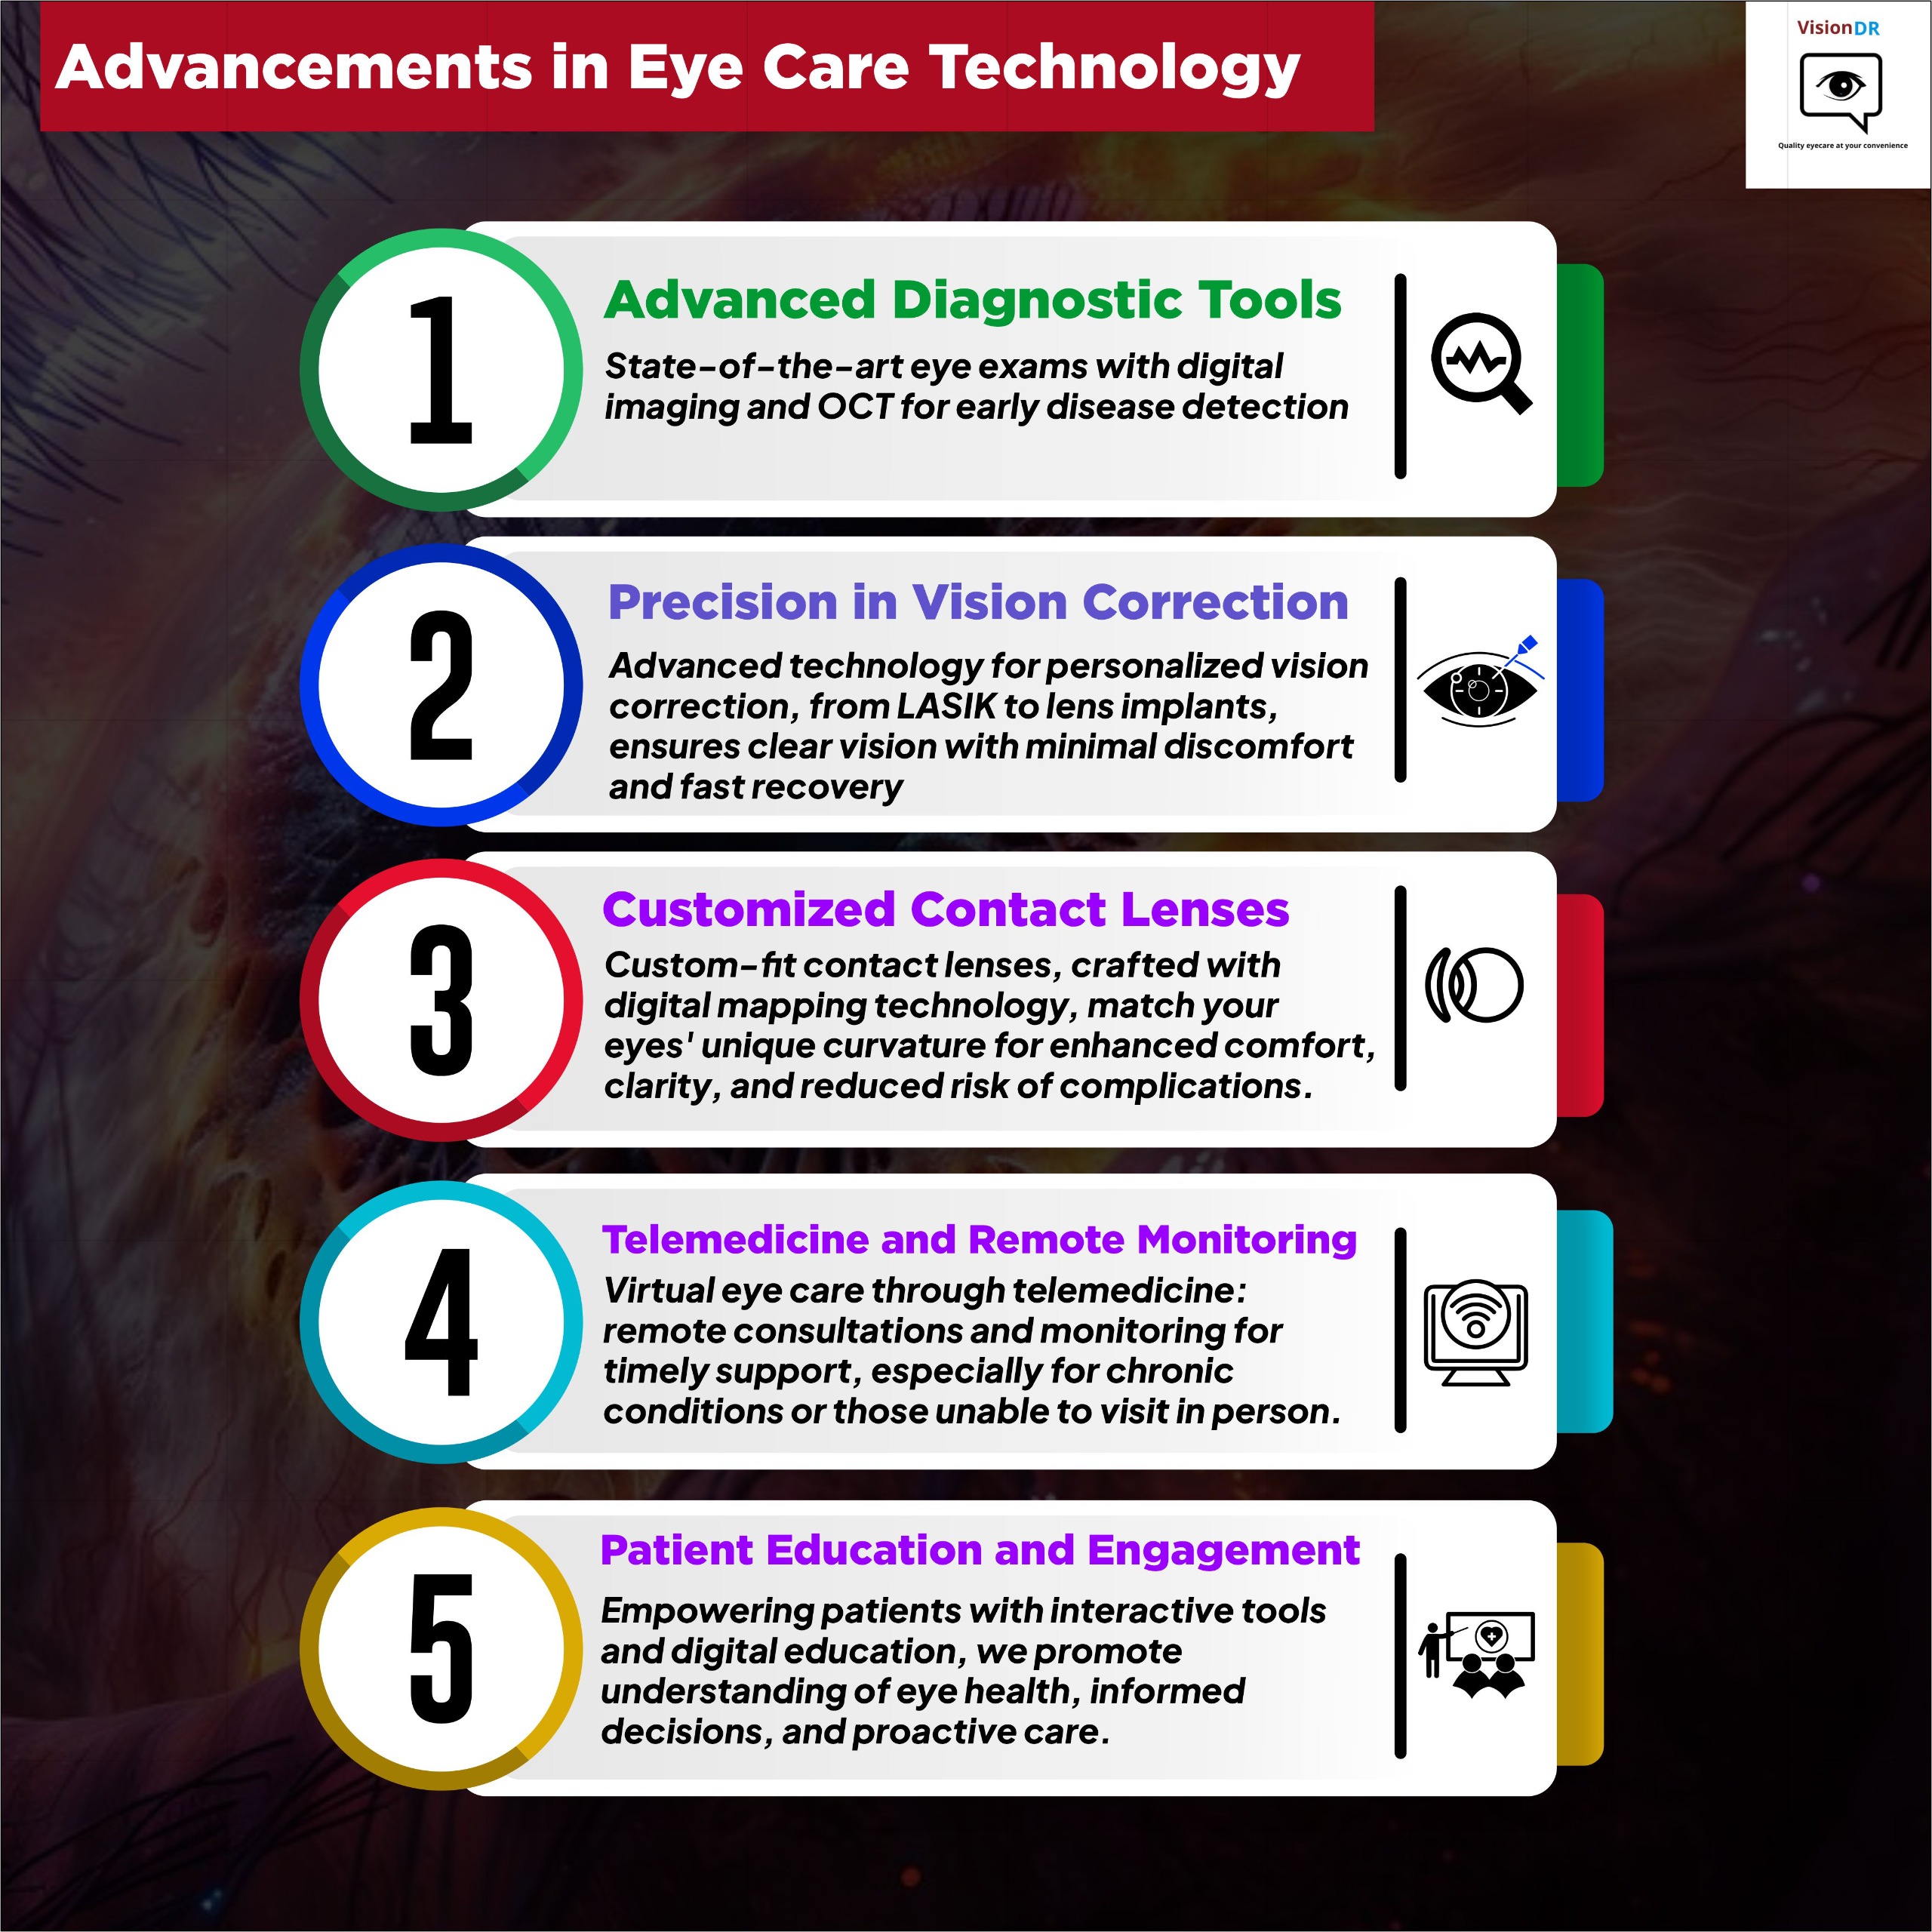 Advancements in Eye Care Technology
VisionDR
Quality eyecare at your convenience
1
Advanced Diagnostic Tools
State-of-the-art eye exams with digital
imaging and OCT for early disease detection
2
Precision in Vision Correction
Advanced technology for personalized vision
correction, from LASIK to lens implants,
ensures clear vision with minimal discomfort
and fast recovery
3
Customized Contact Lenses
Custom-fit contact lenses, crafted with
digital mapping technology, match your
eyes' unique curvature for enhanced comfort,
clarity, and reduced risk of complications.
4
Telemedicine and Remote Monitoring
Virtual eye care through telemedicine:
remote consultations and monitoring for
timely support, especially for chronic
conditions or those unable to visit in person.
5
Patient Education and Engagement
Empowering patients with interactive tools
and digital education, we promote
understanding of eye health, informed
decisions, and proactive care.